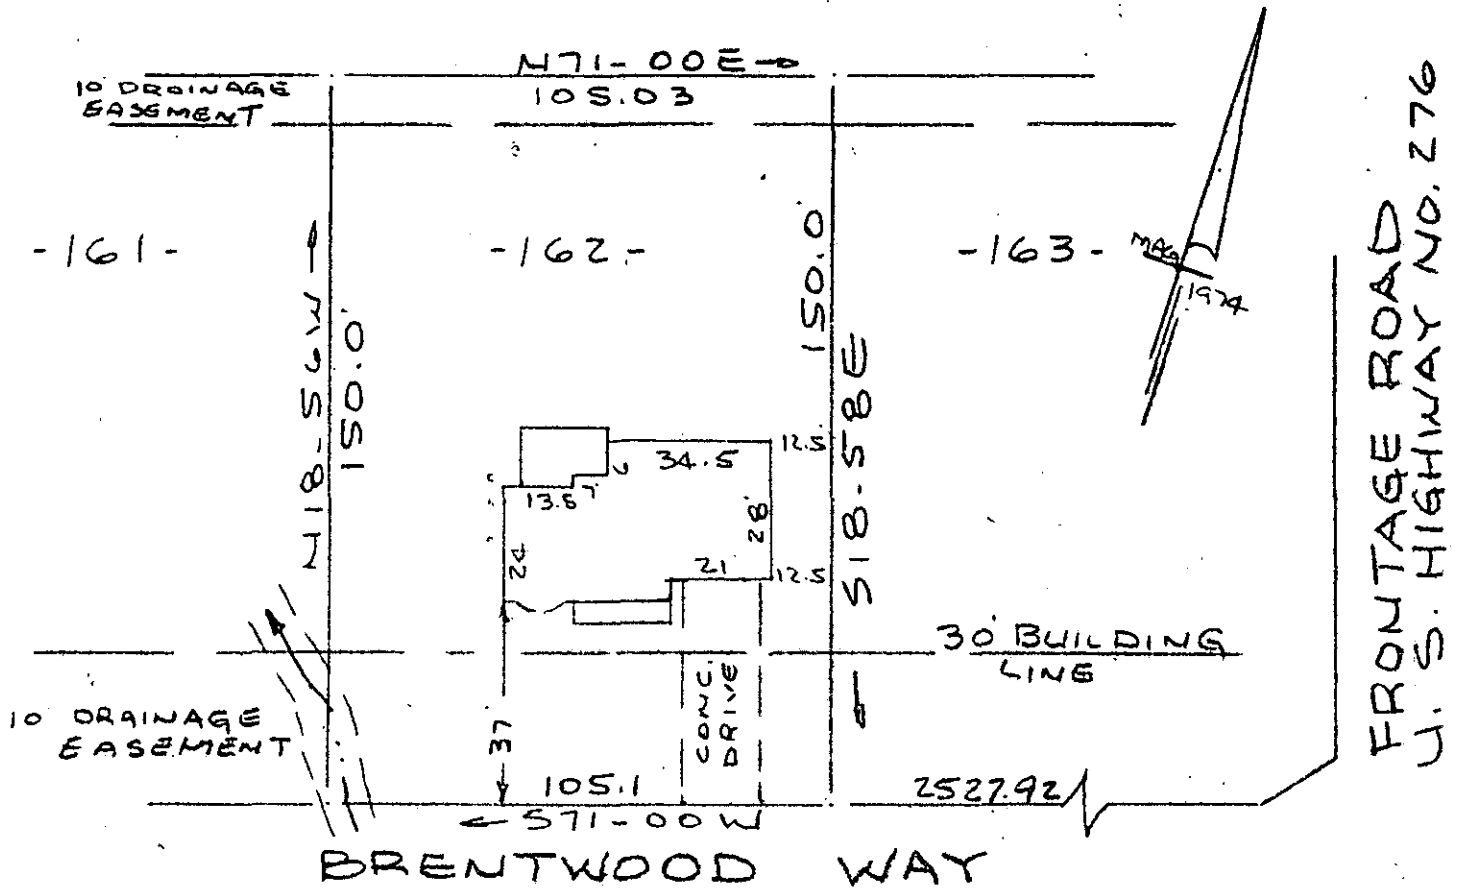 N71-00E
105.03
10 DRAINAGE
EASEMENT
-161-
-162-
-163-
MAG
1974
N18-56W
150.0
150.0
S18-58E
34.5
12.5
13.5
7
24
28'
21
12.5
30' BUILDING
LINE
10 DRAINAGE
EASEMENT
37
CONC.
DRIVE
105.1
2527.92
S71-00W
BRENTWOOD WAY
FRONTAGE ROAD
U. S. HIGHWAY NO. 276